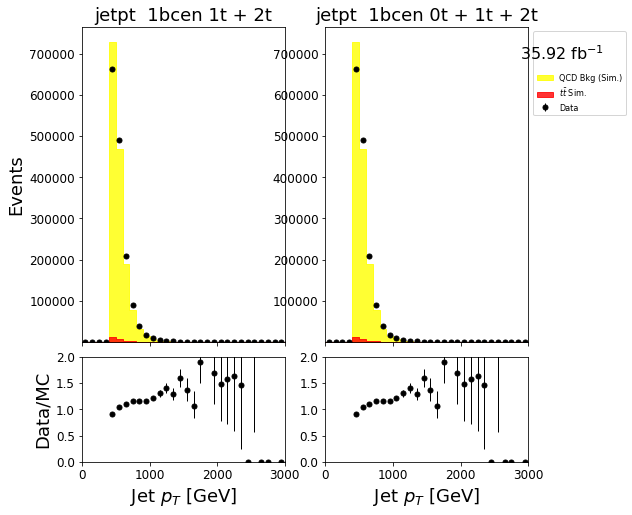 jetpt 1bcen 1t + 2t
jetpt 1bcen 0t + 1t + 2t
35.92 fb⁻¹
QCD Bkg (Sim.)
tt̄ Sim.
Data
Events
700000
600000
500000
400000
300000
200000
100000
700000
600000
500000
400000
300000
200000
100000
Data/MC
2.0
1.5
1.0
0.5
0.0
2.0
1.5
1.0
0.5
0.0
0 1000 2000 3000
0 1000 2000 3000
Jet p_T [GeV]
Jet p_T [GeV]